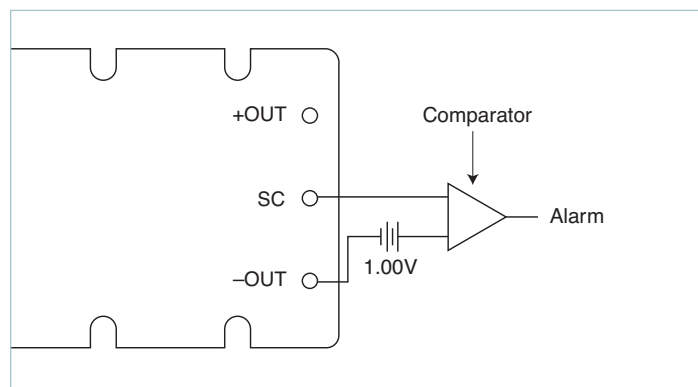 +OUT
Comparator
SC
Alarm
–OUT
1.00V